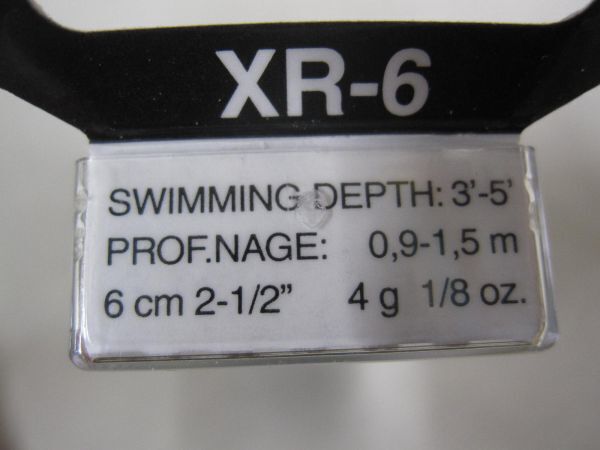 XR-6
SWIMMING DEPTH: 3'-5'
PROF.NAGE: 0,9-1,5 m
6 cm 2-1/2" 4 g 1/8 oz.